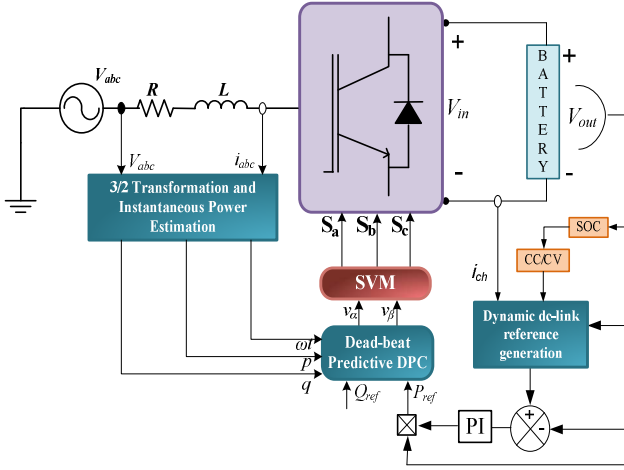 V_abc
R
L
+
V_in
-
BATTERY
+
V_out
-
V_abc
i_abc
3/2 Transformation and
Instantaneous Power
Estimation
S_a
S_b
S_c
SVM
v_α
v_β
i_ch
SOC
CC/CV
Dynamic dc-link
reference
generation
ωt
p
q
Dead-beat
Predictive DPC
Q_ref
P_ref
PI
+
-